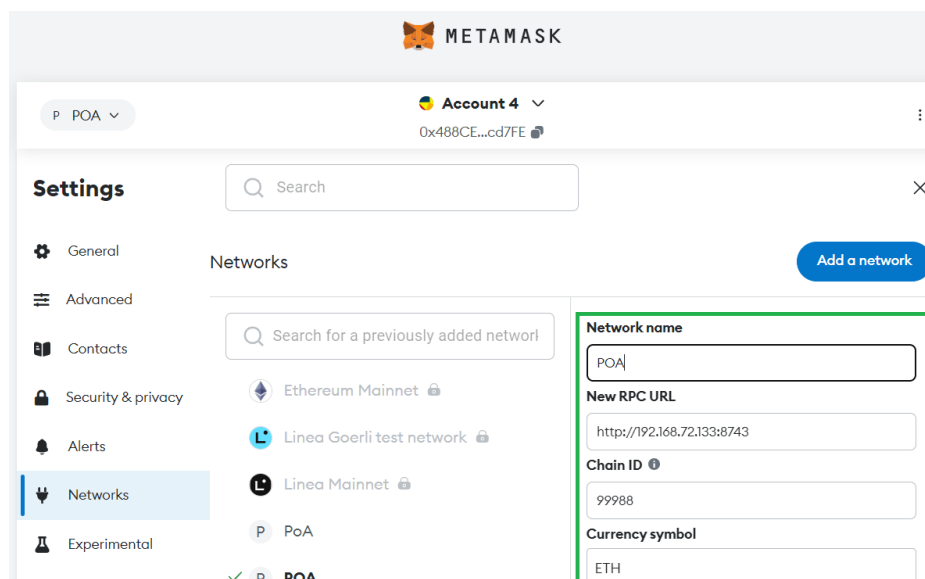 METAMASK
P POA
Account 4
0x488CE...cd7FE
Settings
Search
General
Advanced
Contacts
Security & privacy
Alerts
Networks
Experimental
Networks
Add a network
Search for a previously added network
Ethereum Mainnet
Linea Goerli test network
Linea Mainnet
P PoA
P POA
Network name
POA
New RPC URL
http://192.168.72.133:8743
Chain ID
99988
Currency symbol
ETH